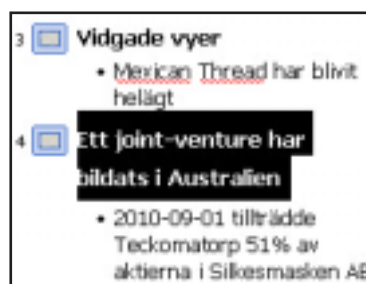 3 Vidgade vyer
• Mexican Thread har blivit
helägt
4 Ett joint-venture har
bildats i Australien
• 2010-09-01 tillträdde
Teckomatorp 51% av
aktierna i Silkesmasken AB